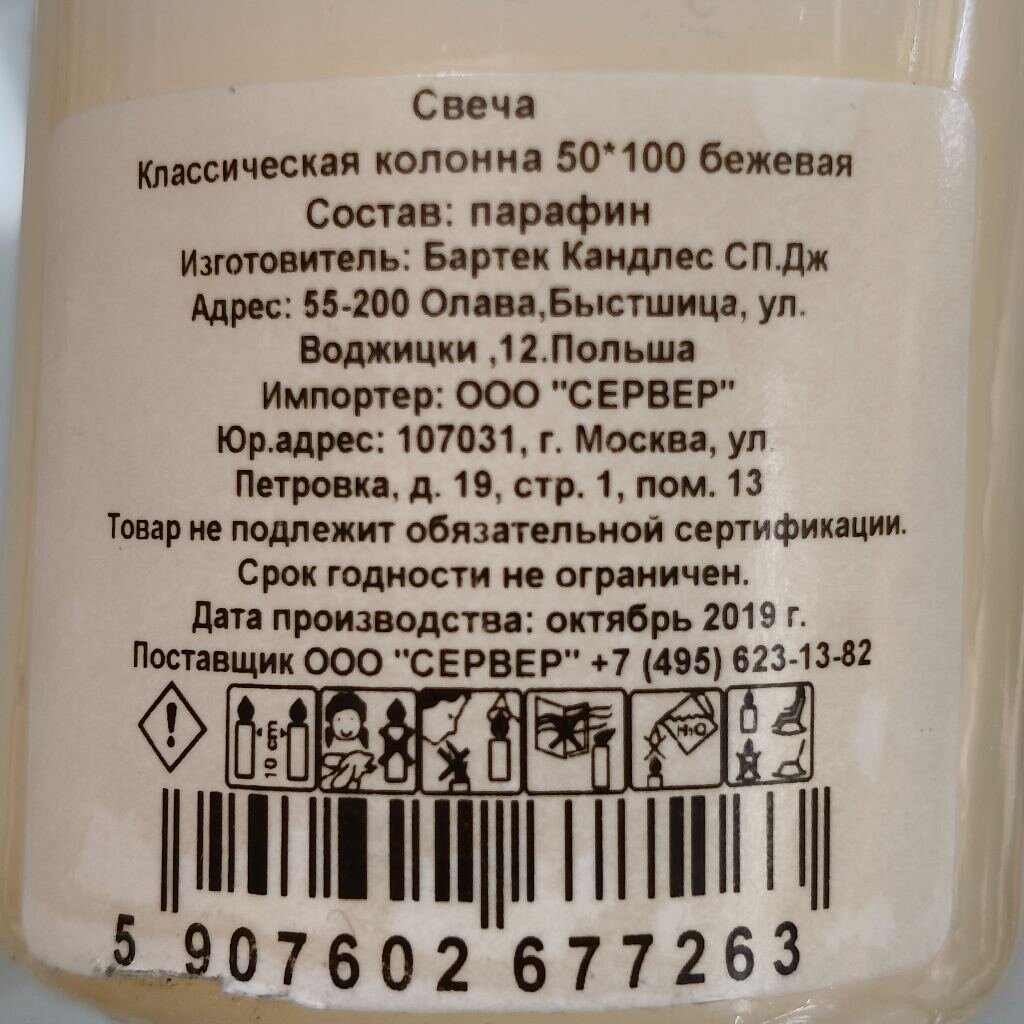 Свеча
Классическая колонна 50*100 бежевая
Состав: парафин
Изготовитель: Бартек Кандлес СП.Дж
Адрес: 55-200 Олава,Быстшица, ул.
Воджицки ,12.Польша
Импортер: ООО "СЕРВЕР"
Юр.адрес: 107031, г. Москва, ул.
Петровка, д. 19, стр. 1, пом. 13
Товар не подлежит обязательной сертификации.
Срок годности не ограничен.
Дата производства: октябрь 2019 г.
Поставщик ООО "СЕРВЕР" +7 (495) 623-13-82
10 cm
H₂O
5 907602 677263